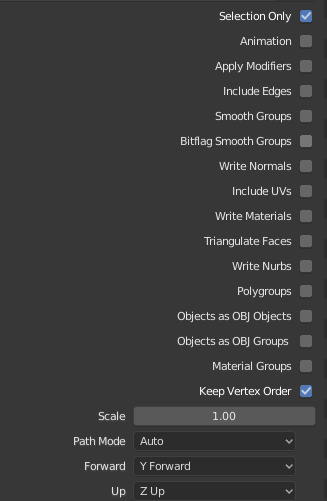 Selection Only
Animation
Apply Modifiers
Include Edges
Smooth Groups
Bitflag Smooth Groups
Write Normals
Include UVs
Write Materials
Triangulate Faces
Write Nurbs
Polygroups
Objects as OBJ Objects
Objects as OBJ Groups
Material Groups
Keep Vertex Order
Scale 1.00
Path Mode Auto
Forward Y Forward
Up Z Up